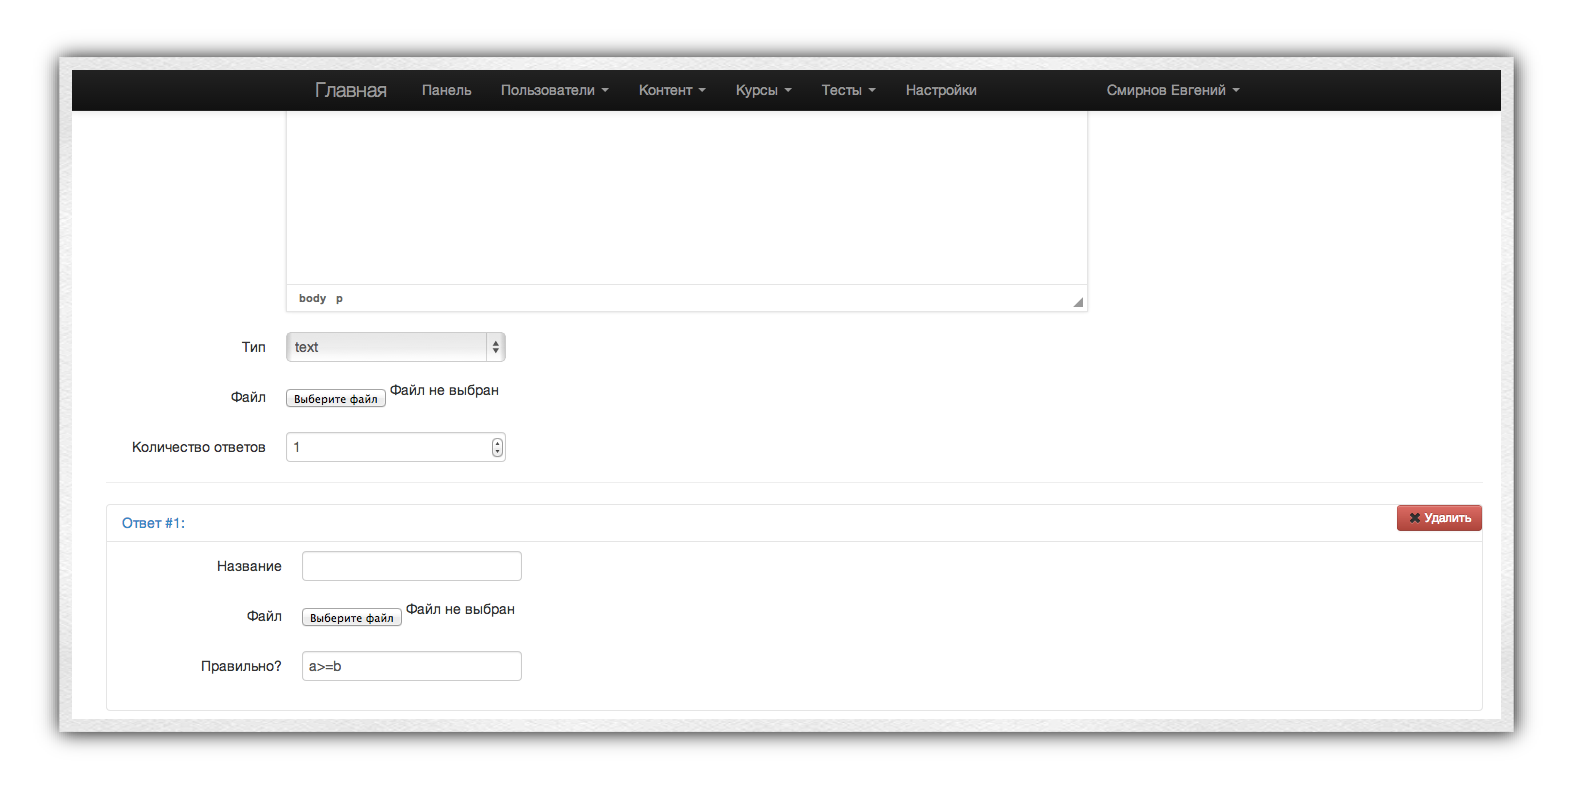 Главная Панель Пользователи Контент Курсы Тесты Настройки Смирнов Евгений
body p
Тип text
Файл Выберите файл Файл не выбран
Количество ответов 1
Ответ #1: Удалить
Название
Файл Выберите файл Файл не выбран
Правильно? a>=b